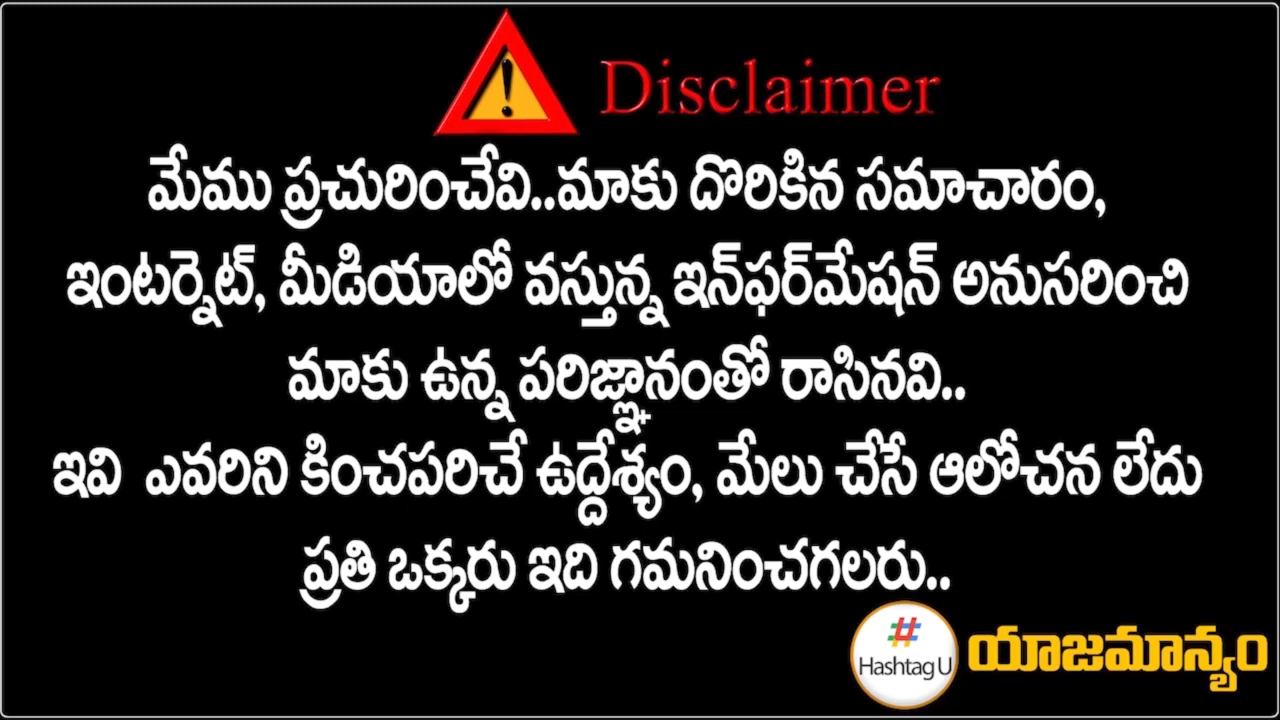 Disclaimer
మేము ప్రచురించేవి..మాకు దొరికిన సమాచారం,
ఇంటర్నెట్, మీడియాలో వస్తున్న ఇన్‌ఫర్‌మేషన్ అనుసరించి
మాకు ఉన్న పరిజ్ఞానంతో రాసినవి..
ఇవి ఎవరిని కించపరిచే ఉద్దేశ్యం, మేలు చేసే ఆలోచన లేదు
ప్రతి ఒక్కరు ఇది గమనించగలరు..
#
Hashtag U
యాజమాన్యం